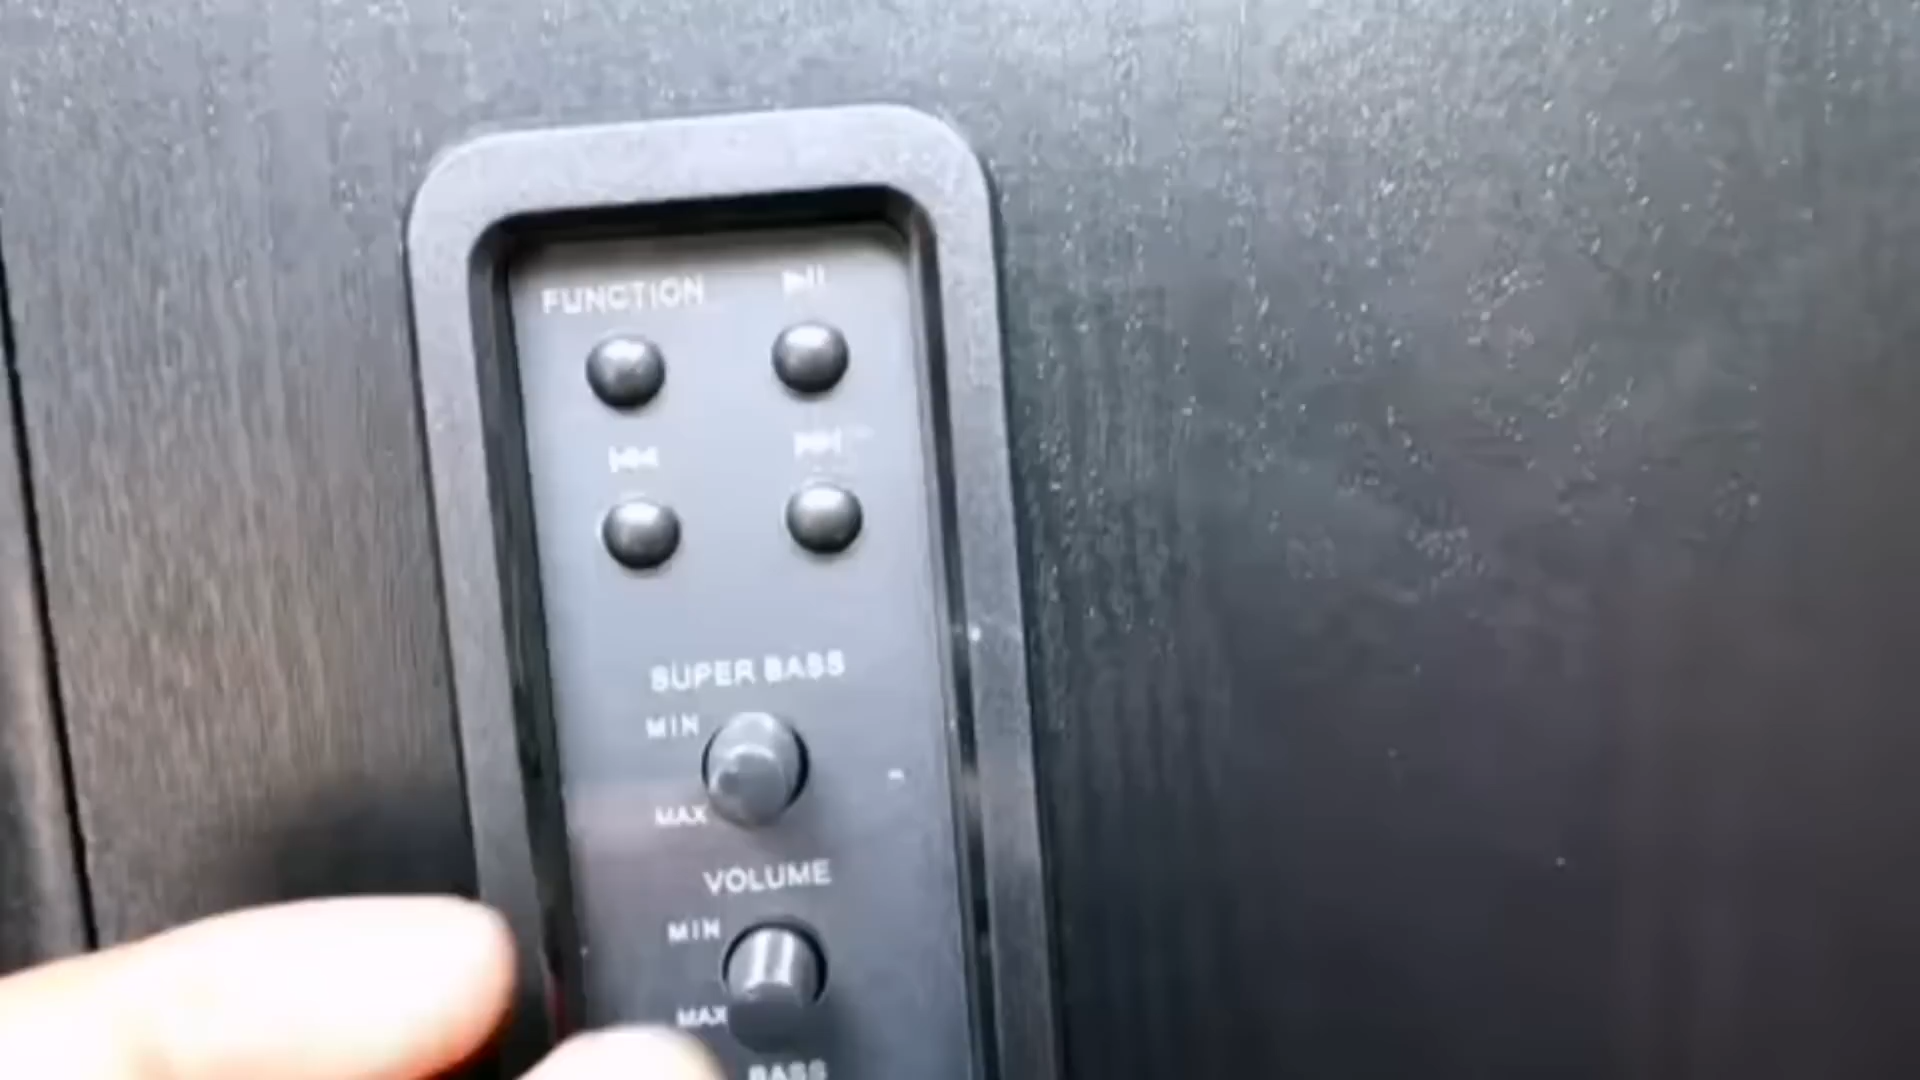 FUNCTION
SUPER BASS
MIN
MAX
VOLUME
MIN
MAX
BASS